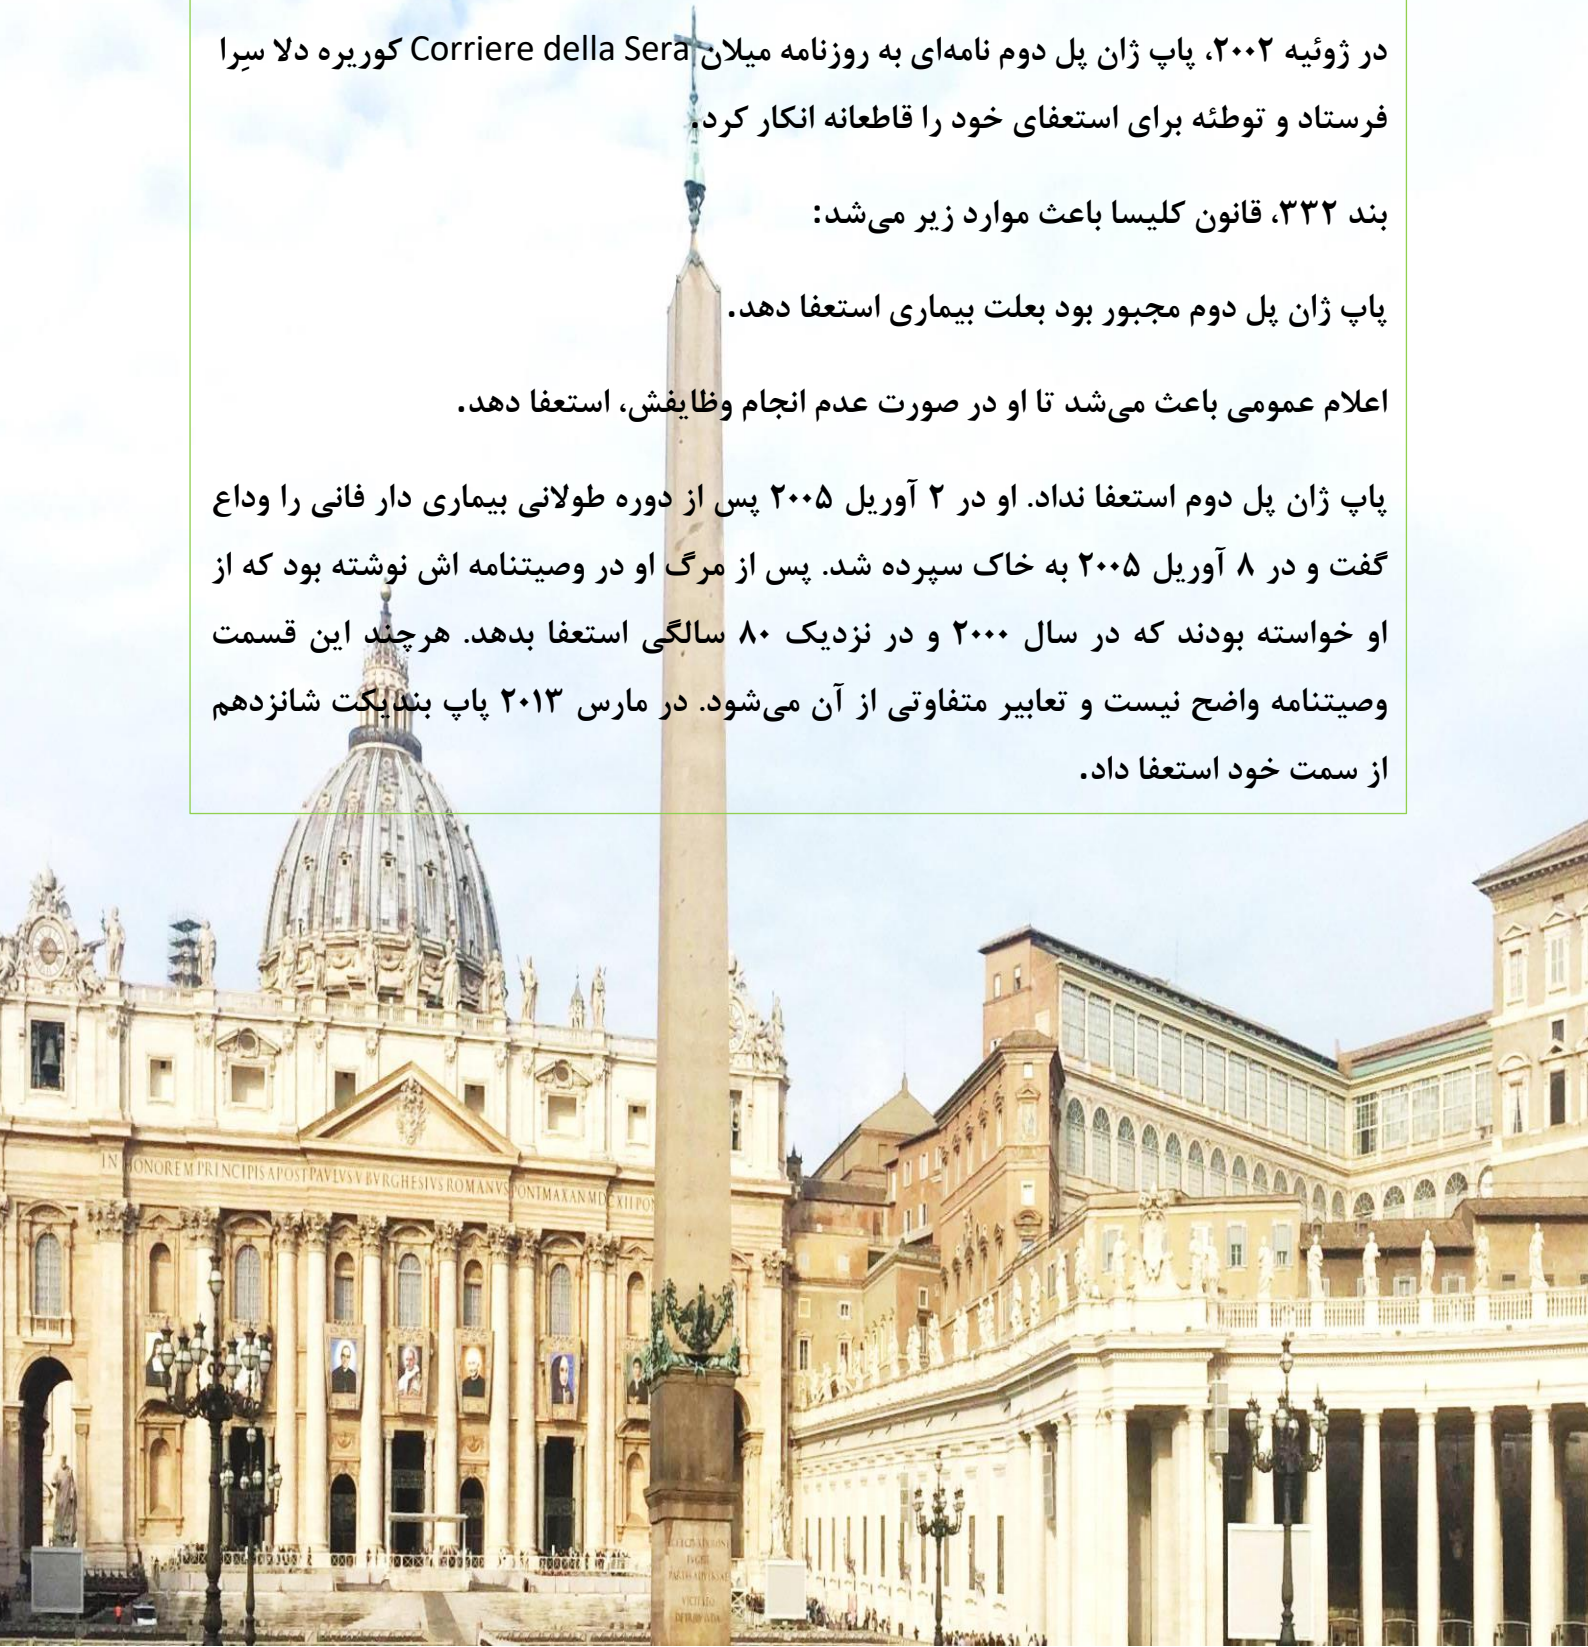 در ژوئیه ۲۰۰۲، پاپ ژان پل دوم نامه‌ای به روزنامه میلان Corriere della Sera کوریره دلا سِرا
فرستاد و توطئه برای استعفای خود را قاطعانه انکار کرد.
بند ۳۳۲، قانون کلیسا باعث موارد زیر می‌شد:
پاپ ژان پل دوم مجبور بود بعلت بیماری استعفا دهد.
اعلام عمومی باعث می‌شد تا او در صورت عدم انجام وظایفش، استعفا دهد.
پاپ ژان پل دوم استعفا نداد. او در ۲ آوریل ۲۰۰۵ پس از دوره طولانی بیماری دار فانی را وداع
گفت و در ۸ آوریل ۲۰۰۵ به خاک سپرده شد. پس از مرگ او در وصیتنامه اش نوشته بود که از
او خواسته بودند که در سال ۲۰۰۰ و در نزدیک ۸۰ سالگی استعفا بدهد. هرچند این قسمت
وصیتنامه واضح نیست و تعابیر متفاوتی از آن می‌شود. در مارس ۲۰۱۳ پاپ بندیکت شانزدهم
از سمت خود استعفا داد.
IN HONOREM PRINCIPIS APOST PAVLVS V BVRGHESIVS ROMANVS PONT MAX AN MDCXII PON